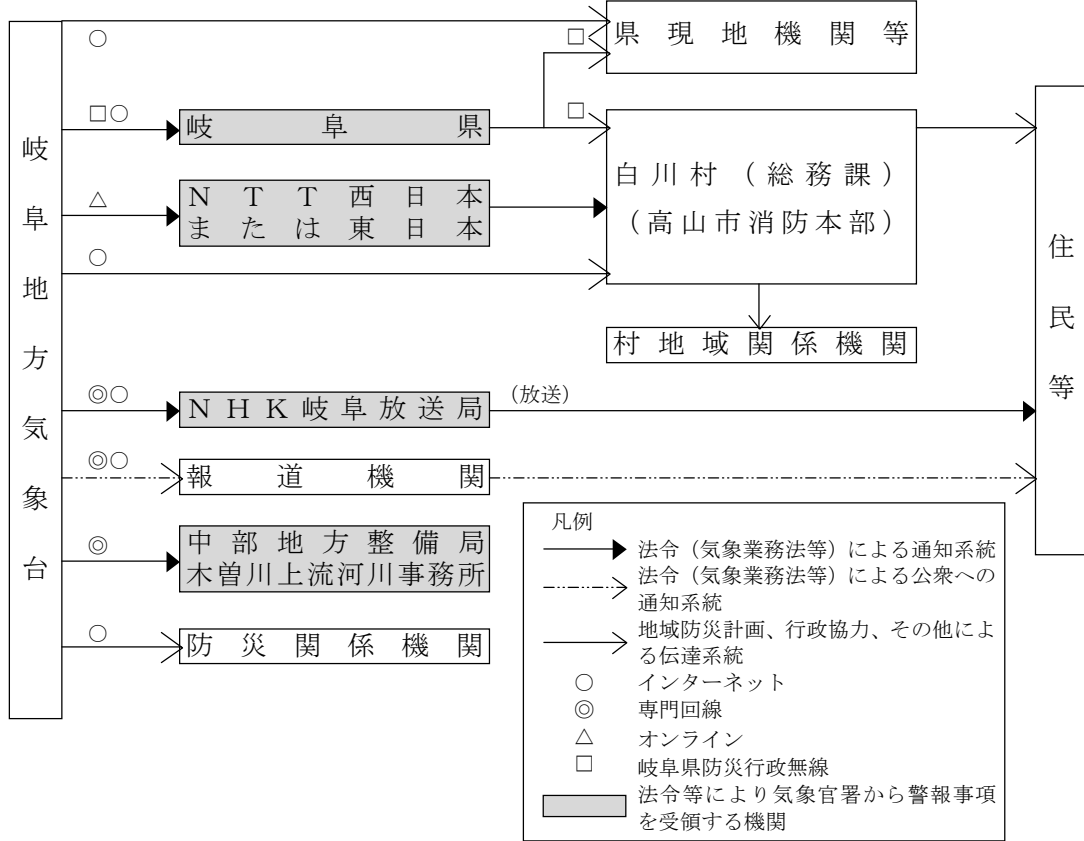 岐阜地方気象台
○
□
県現地機関等
□○
岐阜県
□
△
NTT西日本
または東日本
白川村（総務課）
（高山市消防本部）
○
村地域関係機関
◎○
NHK岐阜放送局
(放送)
◎○
報道機関
◎
中部地方整備局
木曽川上流河川事務所
○
防災関係機関
住民等
凡例
法令（気象業務法等）による通知系統
法令（気象業務法等）による公衆への
通知系統
地域防災計画、行政協力、その他によ
る伝達系統
○ インターネット
◎ 専門回線
△ オンライン
□ 岐阜県防災行政無線
法令等により気象官署から警報事項
を受領する機関